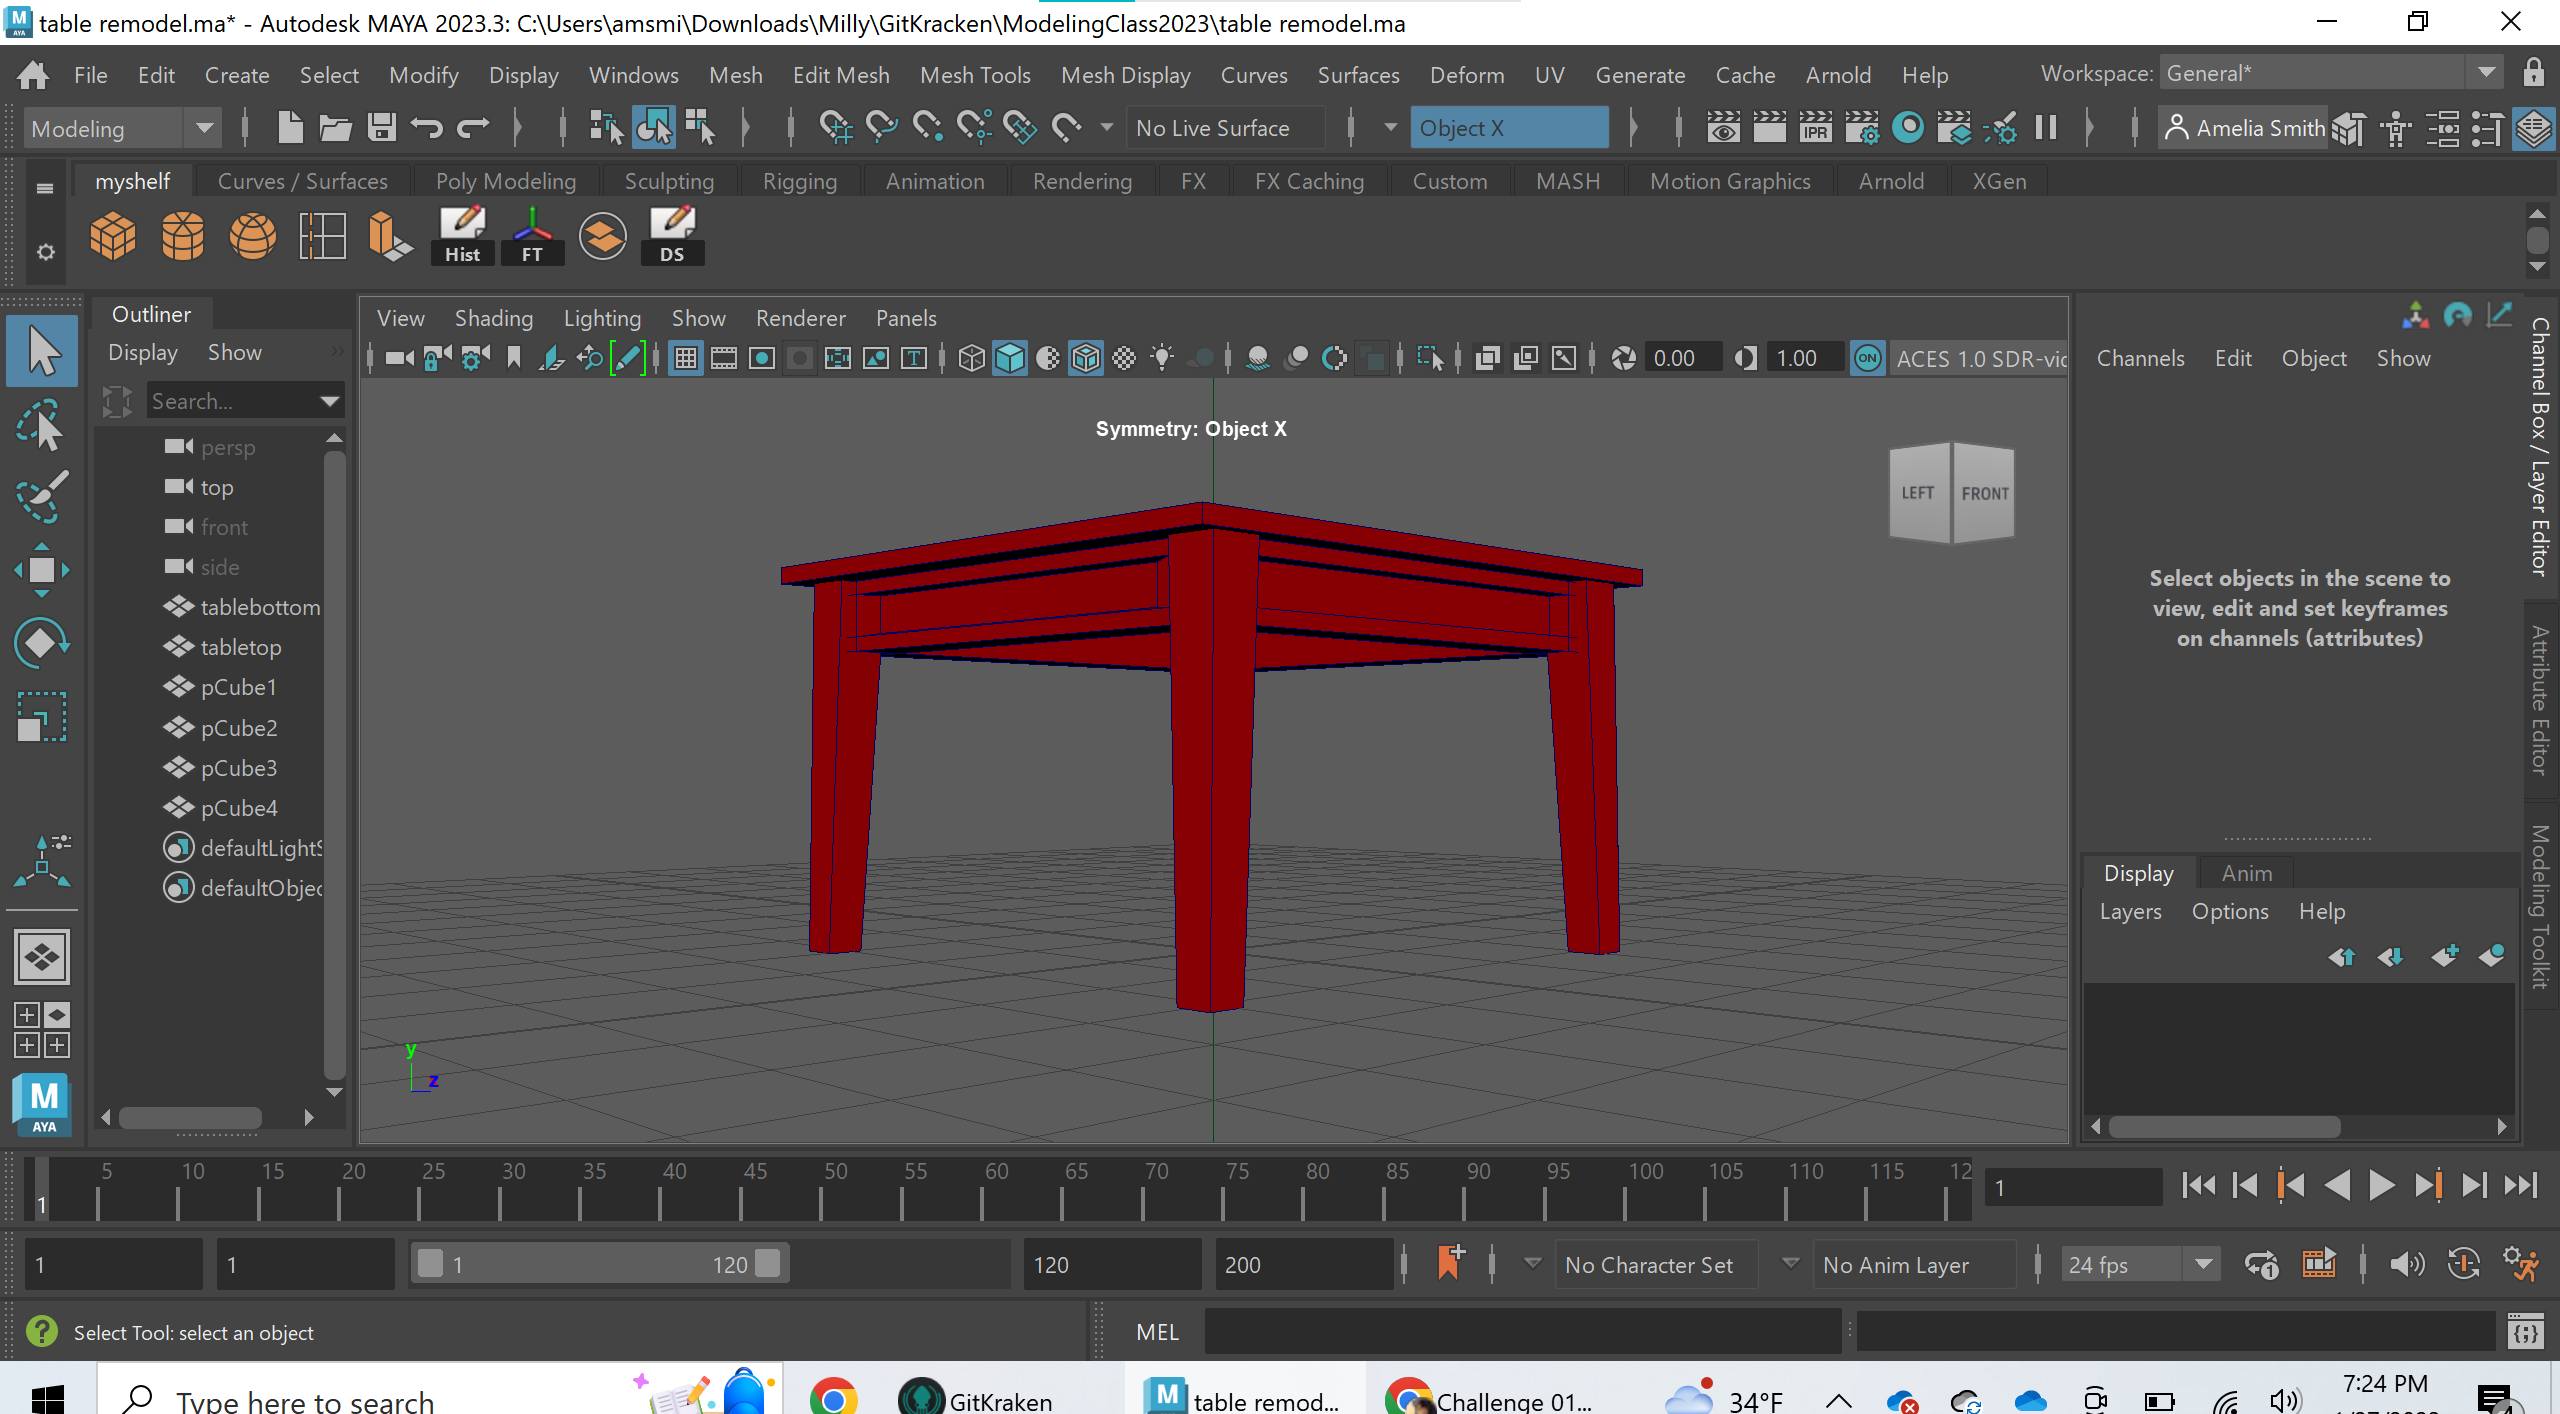 table remodel.ma* - Autodesk MAYA 2023.3: C:\Users\amsmi\Downloads\Milly\GitKracken\ModelingClass2023\table remodel.ma
File Edit Create Select Modify Display Windows Mesh Edit Mesh Mesh Tools Mesh Display Curves Surfaces Deform UV Generate Cache Arnold Help Workspace: General*
Modeling No Live Surface Object X IPR Amelia Smith
myshelf Curves / Surfaces Poly Modeling Sculpting Rigging Animation Rendering FX FX Caching Custom MASH Motion Graphics Arnold XGen
Hist FT DS
Outliner
Display Show
Search...
persp
top
front
side
tablebottom
tabletop
pCube1
pCube2
pCube3
pCube4
defaultLightS
defaultObjec
View Shading Lighting Show Renderer Panels
0.00 1.00 ON ACES 1.0 SDR-vic
Symmetry: Object X
LEFT FRONT
y
z
Channels Edit Object Show
Select objects in the scene to
view, edit and set keyframes
on channels (attributes)
Display Anim
Layers Options Help
Channel Box / Layer Editor
Attribute Editor
Modeling Toolkit
M
AYA
5 10 15 20 25 30 35 40 45 50 55 60 65 70 75 80 85 90 95 100 105 110 115 12
1 1
1 1 1 120 120 200 No Character Set No Anim Layer 24 fps
Select Tool: select an object MEL
Type here to search GitKraken table remod... Challenge 01... 34°F 7:24 PM